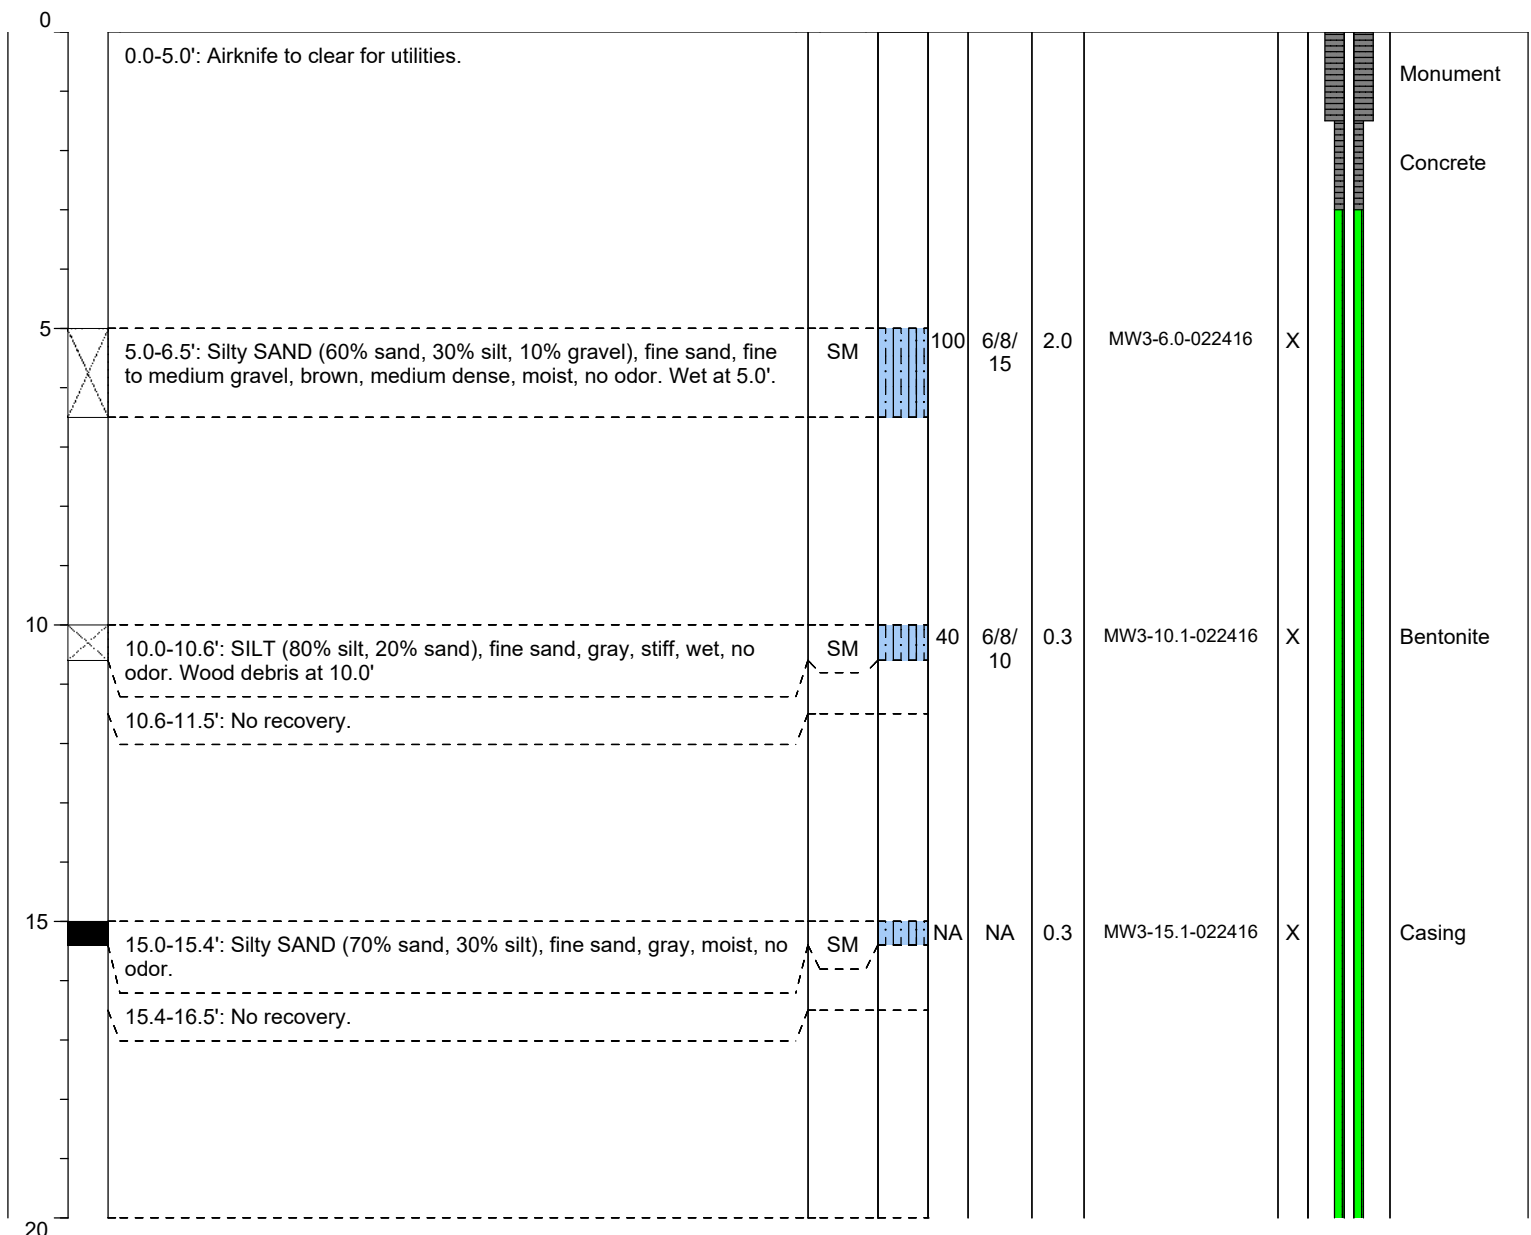 0
0.0-5.0': Airknife to clear for utilities.
Monument
Concrete
5
5.0-6.5': Silty SAND (60% sand, 30% silt, 10% gravel), fine sand, fine
to medium gravel, brown, medium dense, moist, no odor. Wet at 5.0'.
SM
100
6/8/
15
2.0
MW3-6.0-022416
X
10
10.0-10.6': SILT (80% silt, 20% sand), fine sand, gray, stiff, wet, no
odor. Wood debris at 10.0'
SM
40
6/8/
10
0.3
MW3-10.1-022416
X
Bentonite
10.6-11.5': No recovery.
15
15.0-15.4': Silty SAND (70% sand, 30% silt), fine sand, gray, moist, no
odor.
SM
NA
NA
0.3
MW3-15.1-022416
X
Casing
15.4-16.5': No recovery.
20